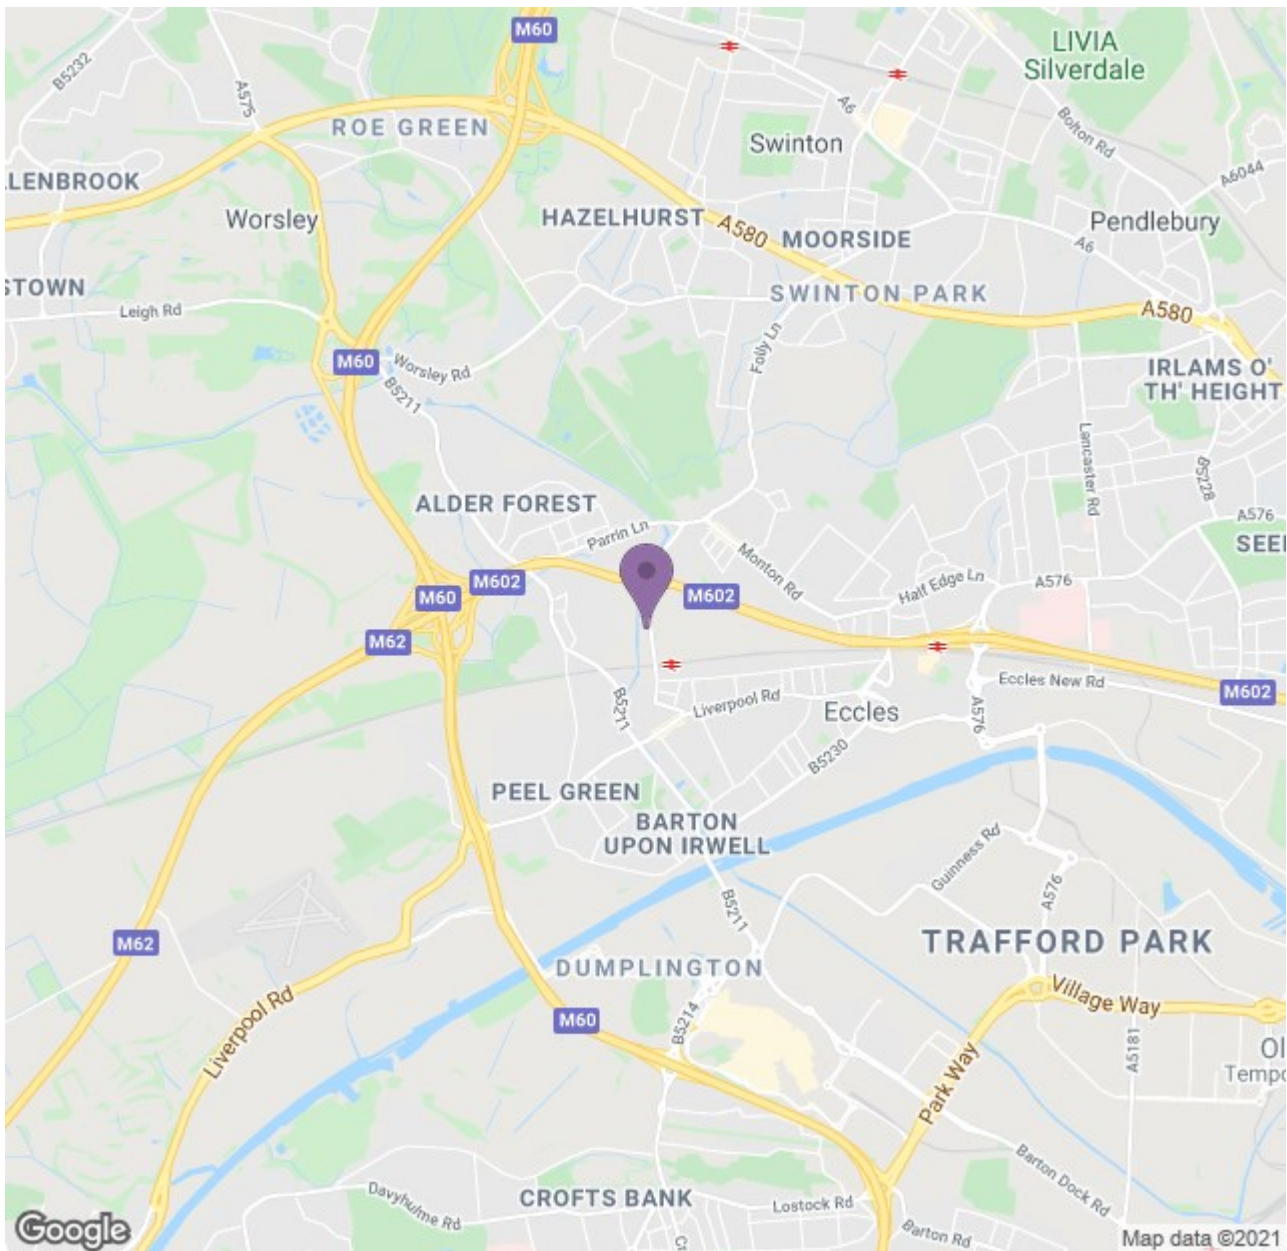 M60
LIVIA
Silverdale
B5232
A575
A6
Bolton Rd
ROE GREEN
Swinton
A6044
LLENBROOK
Worsley
HAZELHURST
A580
MOORSIDE
Pendlebury
A6
STOWN
Leigh Rd
SWINTON PARK
A580
Folly Ln
M60
Worsley Rd
B5211
IRLAMS O'
TH' HEIGHT
Lancaster Rd
B5228
ALDER FOREST
Parrin Ln
A576
SEE
Monton Rd
M602
M60
M602
Half Edge Ln
A576
M62
B5211
Eccles New Rd
M602
Liverpool Rd
Eccles
A576
B5230
PEEL GREEN
BARTON
UPON IRWELL
Guinness Rd
A576
B5211
M62
TRAFFORD PARK
DUMPLINGTON
Village Way
Liverpool Rd
M60
B5214
A5181
Ol
Tempo
Park Way
Barton Dock Rd
Davyhulme Rd
CROFTS BANK
Lostock Rd
Barton Rd
Google
Map data ©2021